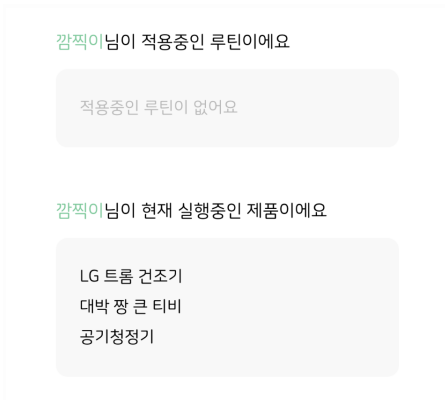 깜찍이님이 적용중인 루틴이에요
적용중인 루틴이 없어요
깜찍이님이 현재 실행중인 제품이에요
LG 트롬 건조기
대박 짱 큰 티비
공기청정기